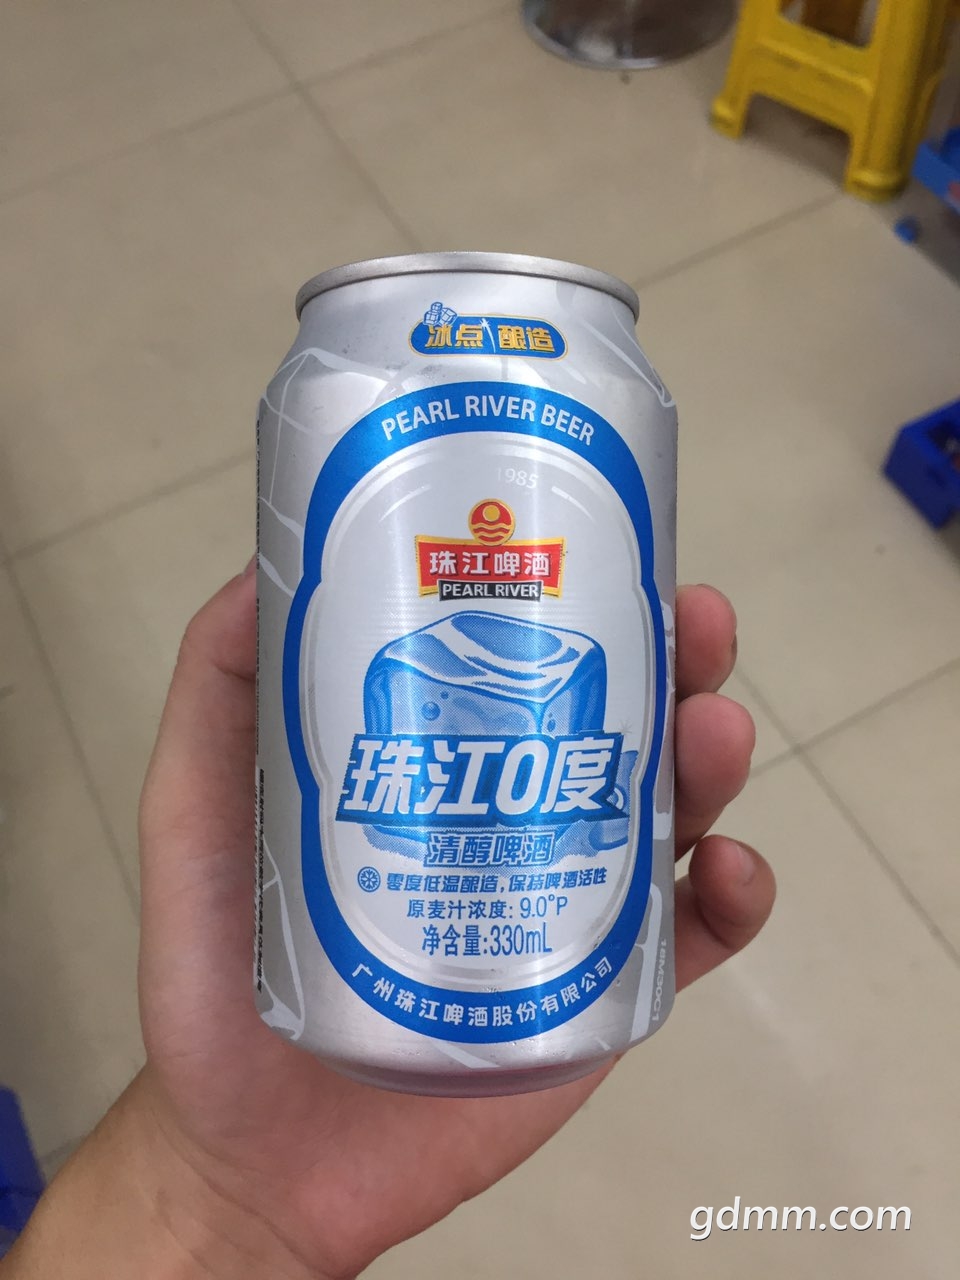 冰点 酿造
PEARL RIVER BEER
1985
珠江啤酒
PEARL RIVER
珠江0度
清醇啤酒
零度低温酿造,保持啤酒活性
原麦汁浓度: 9.0°P
净含量:330mL
广州珠江啤酒股份有限公司
gdmm.com